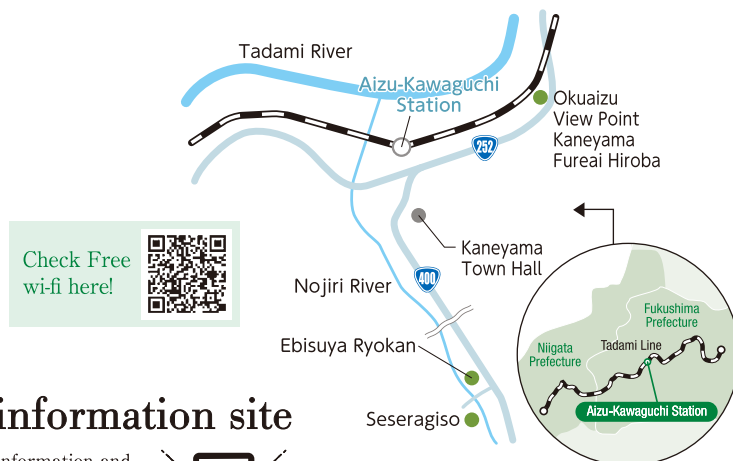 Tadami River
Aizu-Kawaguchi
Station
Okuaizu
View Point
Kaneyama
Fureai Hiroba
252
Kaneyama
Town Hall
Check Free
wi-fi here!
400
Nojiri River
Fukushima
Prefecture
Tadami Line
Niigata
Prefecture
Aizu-Kawaguchi Station
Ebisuya Ryokan
Seseragiso
information site